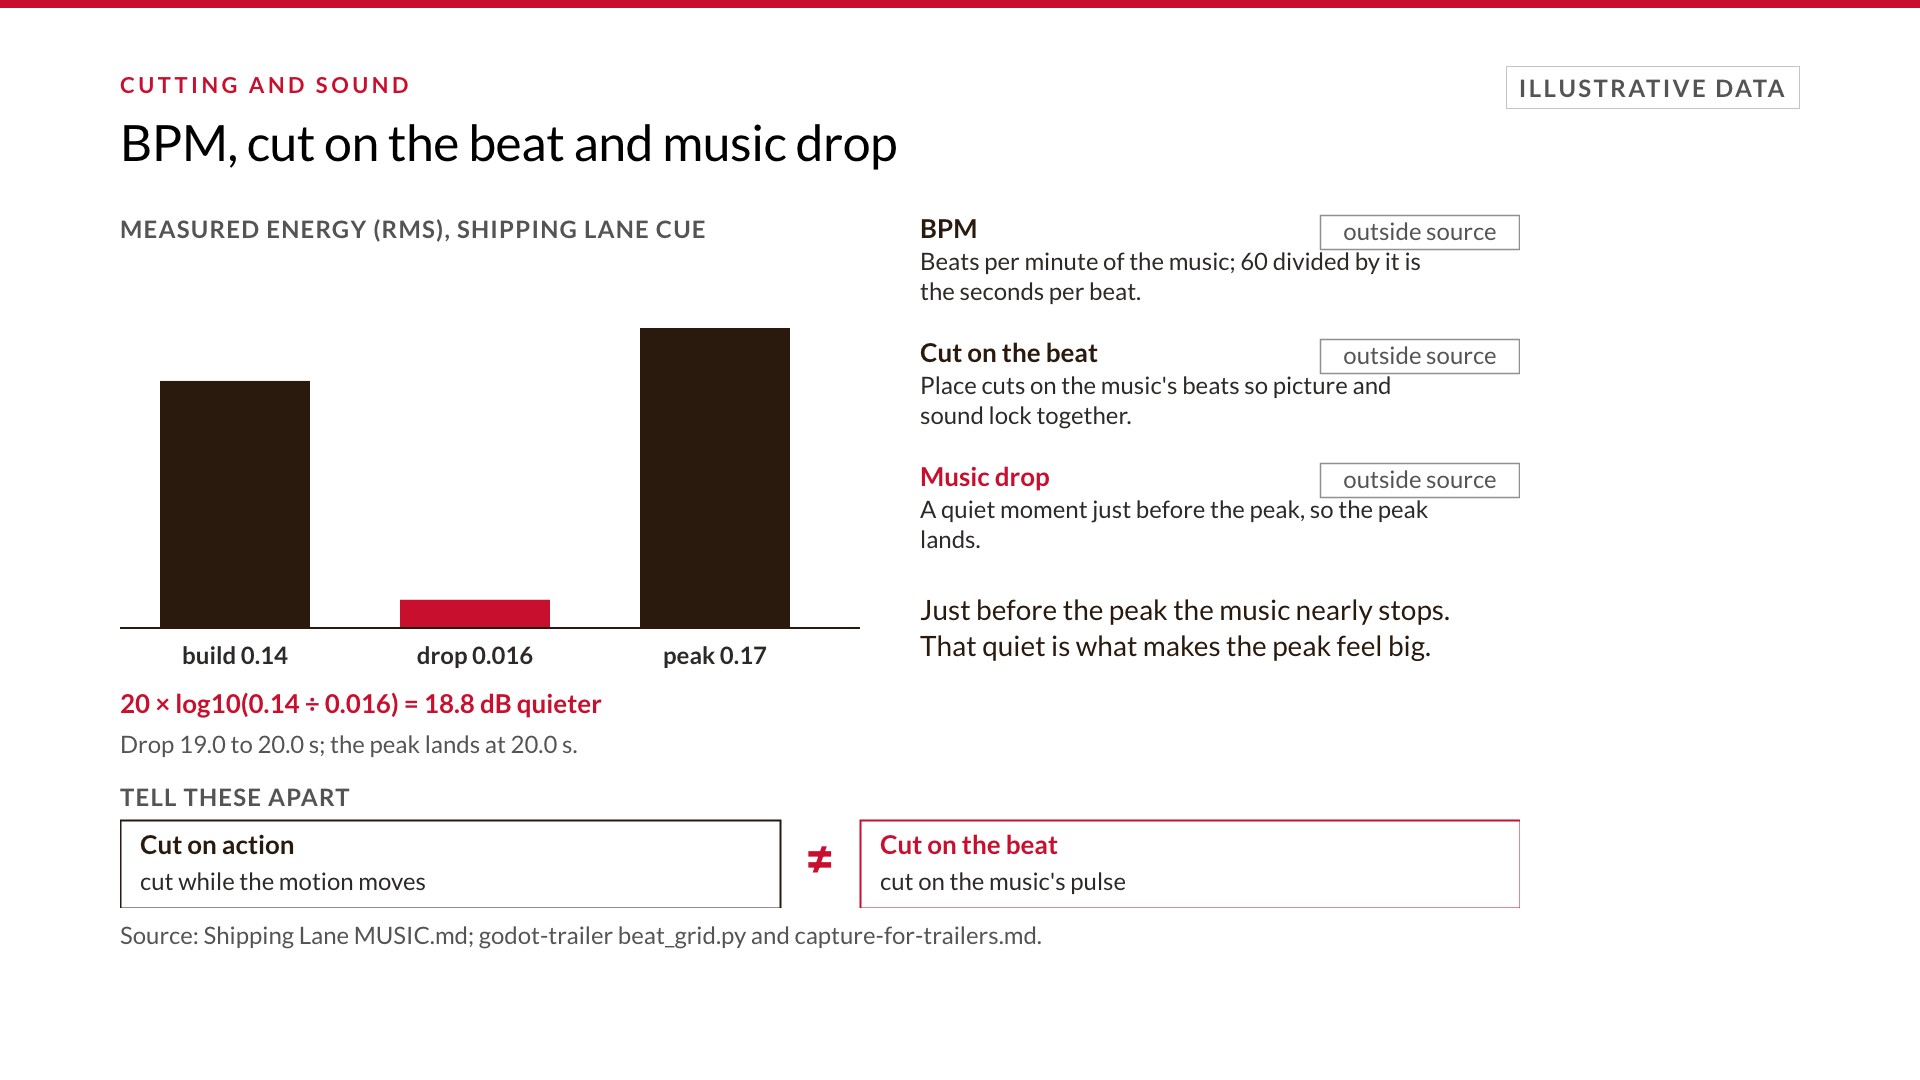 CUTTING AND SOUND
ILLUSTRATIVE DATA
BPM, cut on the beat and music drop
MEASURED ENERGY (RMS), SHIPPING LANE CUE
build 0.14
drop 0.016
peak 0.17
20 × log10(0.14 ÷ 0.016) = 18.8 dB quieter
Drop 19.0 to 20.0 s; the peak lands at 20.0 s.
BPM
outside source
Beats per minute of the music; 60 divided by it is
the seconds per beat.
Cut on the beat
outside source
Place cuts on the music's beats so picture and
sound lock together.
Music drop
outside source
A quiet moment just before the peak, so the peak
lands.
Just before the peak the music nearly stops.
That quiet is what makes the peak feel big.
TELL THESE APART
Cut on action
cut while the motion moves
≠
Cut on the beat
cut on the music's pulse
Source: Shipping Lane MUSIC.md; godot-trailer beat_grid.py and capture-for-trailers.md.